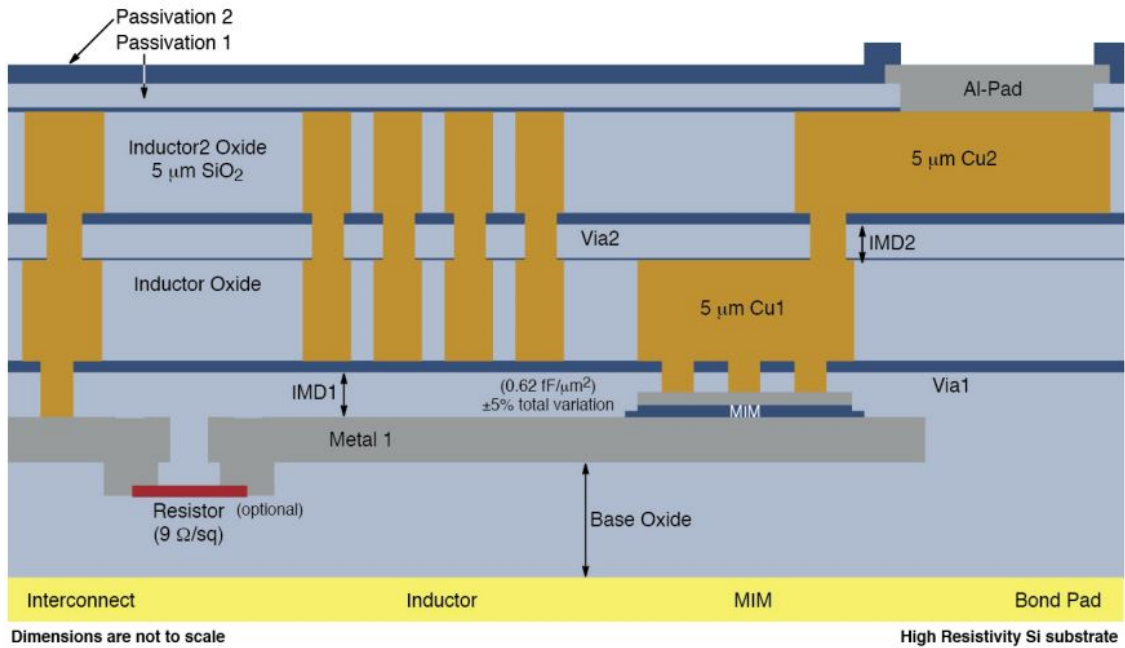 Passivation 2
Passivation 1
Al-Pad
Inductor2 Oxide
5 μm SiO2
5 μm Cu2
Via2
IMD2
Inductor Oxide
5 μm Cu1
IMD1
(0.62 fF/μm2)
±5% total variation
Via1
MIM
Metal 1
Resistor (optional)
(9 Ω/sq)
Base Oxide
Interconnect
Inductor
MIM
Bond Pad
Dimensions are not to scale
High Resistivity Si substrate